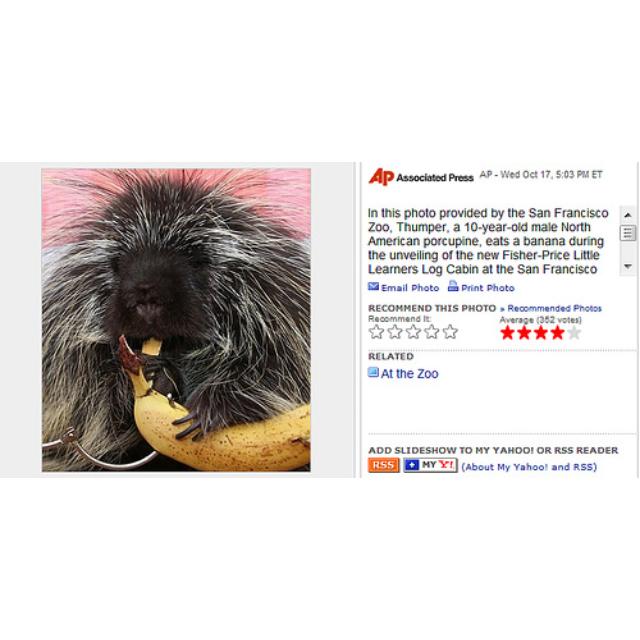 AP Associated Press AP - Wed Oct 17, 5:03 PM ET
In this photo provided by the San Francisco
Zoo, Thumper, a 10-year-old male North
American porcupine, eats a banana during
the unveiling of the new Fisher-Price Little
Learners Log Cabin at the San Francisco
Email Photo Print Photo
RECOMMEND THIS PHOTO » Recommended Photos
Recommend It: Average (352 votes)
RELATED
At the Zoo
ADD SLIDESHOW TO MY YAHOO! OR RSS READER
RSS + MY Y! (About My Yahoo! and RSS)